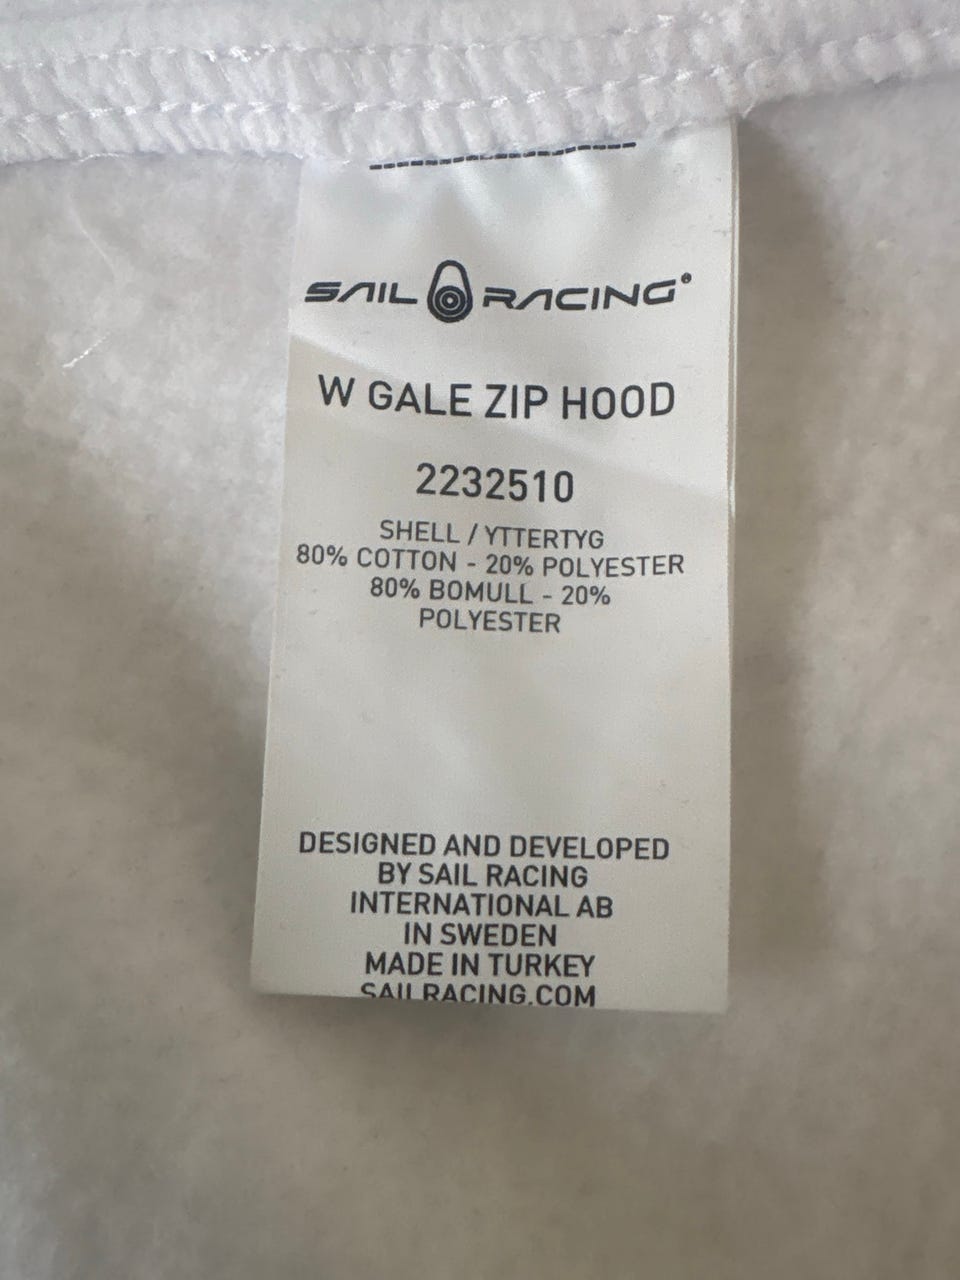 SAIL RACING®
W GALE ZIP HOOD
2232510
SHELL / YTTERTYG
80% COTTON - 20% POLYESTER
80% BOMULL - 20%
POLYESTER
DESIGNED AND DEVELOPED
BY SAIL RACING
INTERNATIONAL AB
IN SWEDEN
MADE IN TURKEY
SAILRACING.COM